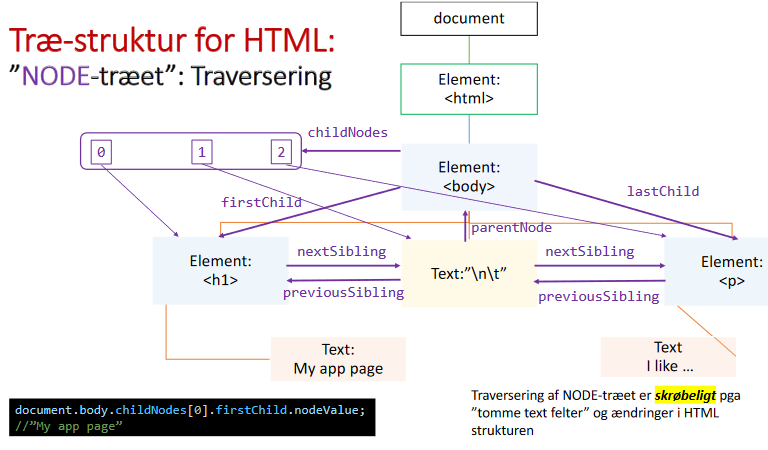 Træ-struktur for HTML:
”NODE-træet”: Traversering
document
Element:
<html>
childNodes
0 1 2
Element:
<body>
firstChild
lastChild
parentNode
Element:
<h1>
nextSibling
previousSibling
Text:”\n\t”
nextSibling
previousSibling
Element:
<p>
Text:
My app page
Text
I like …
document.body.childNodes[0].firstChild.nodeValue;
//”My app page”
Traversering af NODE-træet er skrøbeligt pga
”tomme text felter” og ændringer i HTML
strukturen